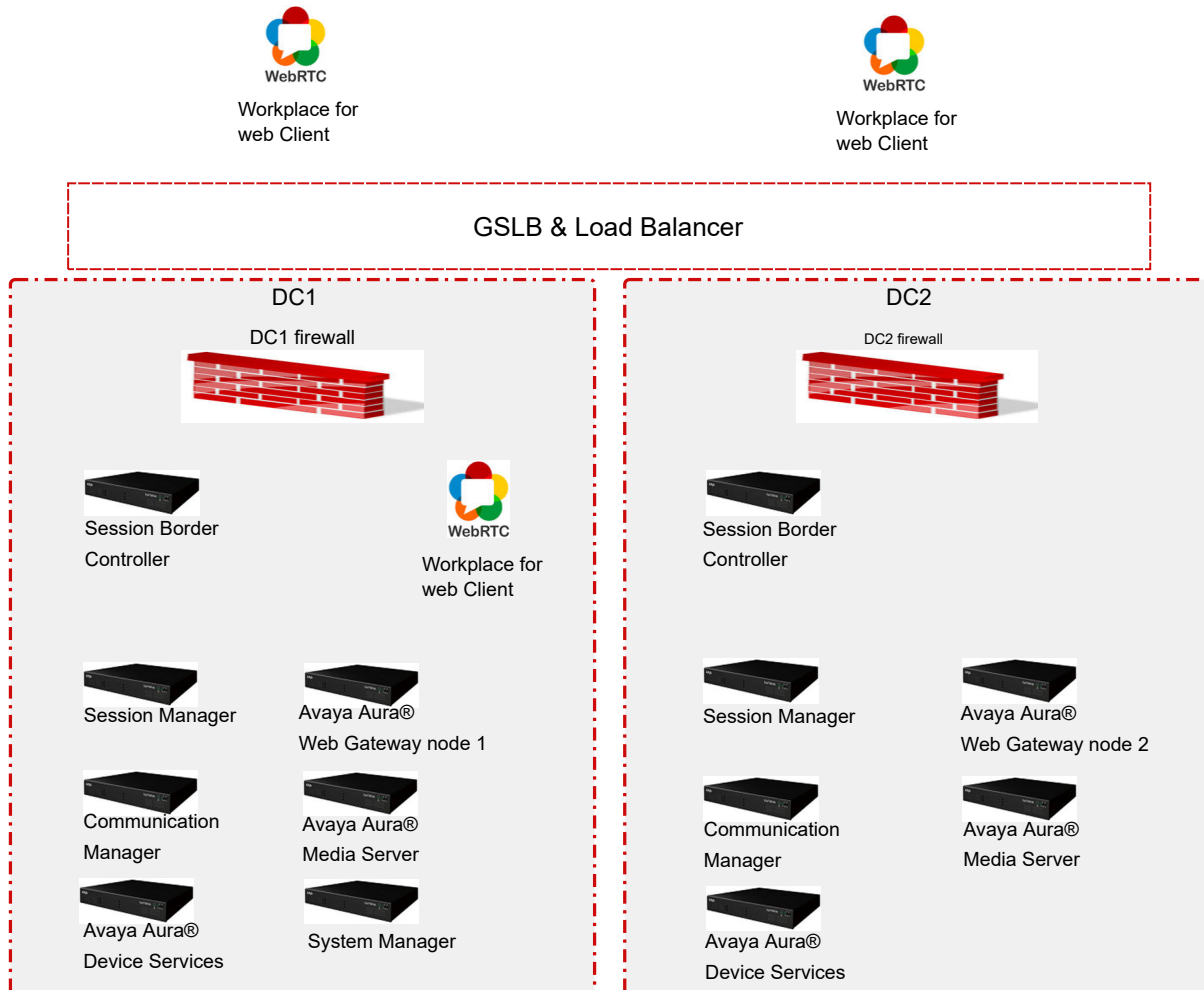 WebRTC
Workplace for
web Client
WebRTC
Workplace for
web Client
GSLB & Load Balancer
DC1
DC1 firewall
Session Border
Controller
WebRTC
Workplace for
web Client
Session Manager
Avaya Aura®
Web Gateway node 1
Communication
Manager
Avaya Aura®
Media Server
Avaya Aura®
Device Services
System Manager
DC2
DC2 firewall
Session Border
Controller
Session Manager
Avaya Aura®
Web Gateway node 2
Communication
Manager
Avaya Aura®
Media Server
Avaya Aura®
Device Services